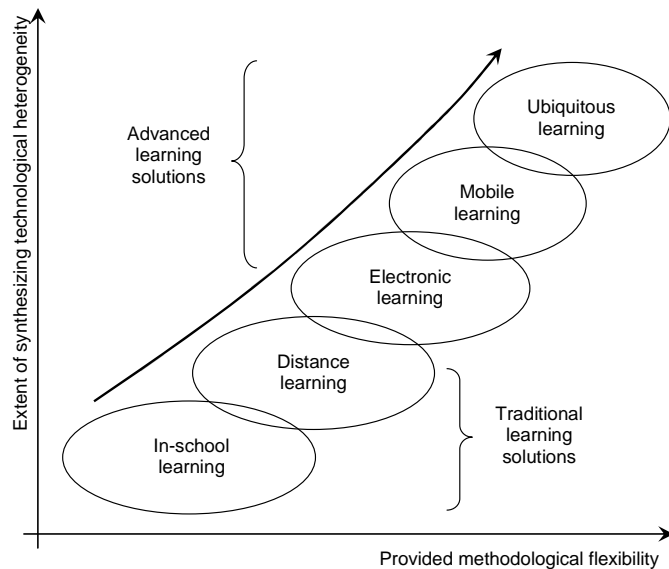 Extent of synthesizing technological heterogeneity
Advanced
learning
solutions
Ubiquitous
learning
Mobile
learning
Electronic
learning
Distance
learning
In-school
learning
Traditional
learning
solutions
Provided methodological flexibility